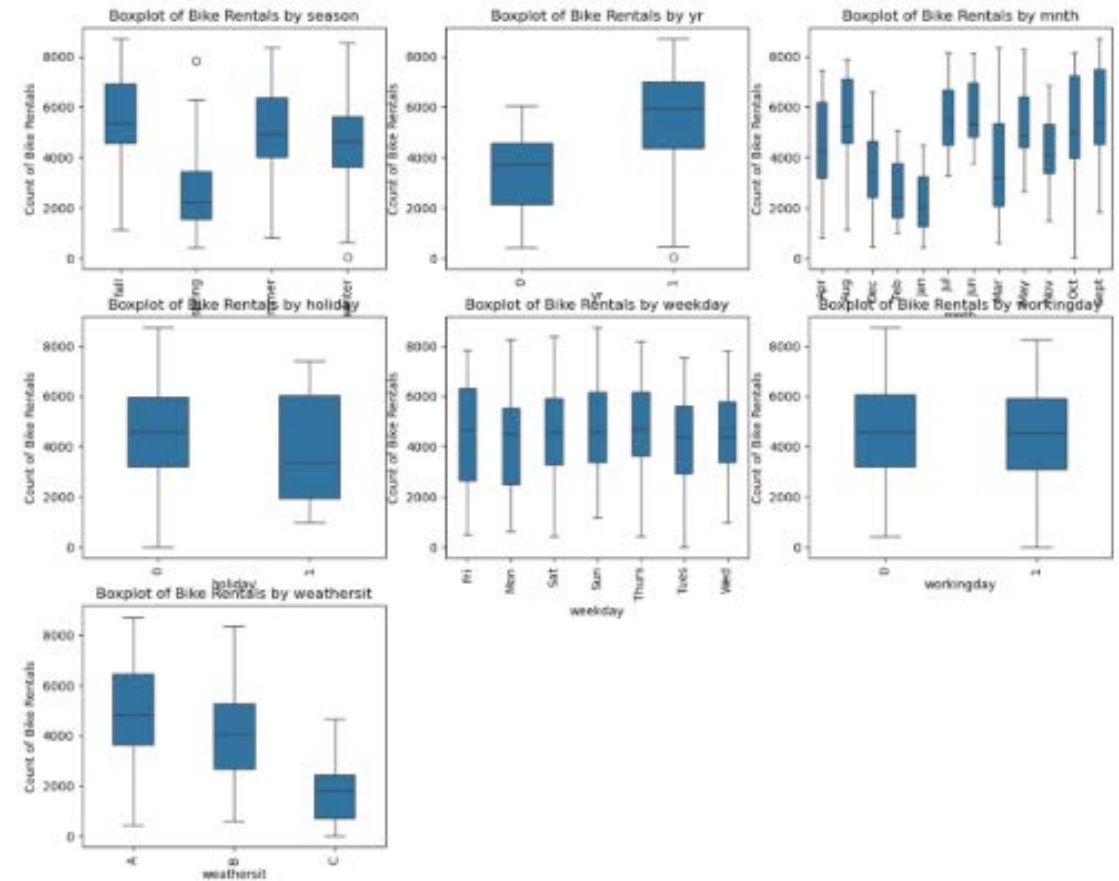 Boxplot of Bike Rentals by season
Count of Bike Rentals
8000
6000
4000
2000
0
fall
Boxplot of Bike Rentals by yr
Count of Bike Rentals
8000
6000
4000
2000
0
0
1
Boxplot of Bike Rentals by mnth
Count of Bike Rentals
8000
6000
4000
2000
0
Apr
Aug
Dec
Feb
Jan
Jul
Jun
Mar
May
Nov
Oct
Sept
Boxplot of Bike Rentals by holiday
Count of Bike Rentals
8000
6000
4000
2000
0
0
1
holiday
Boxplot of Bike Rentals by weekday
Count of Bike Rentals
8000
6000
4000
2000
0
Fri
Mon
Sat
Sun
Thurs
Tues
Wed
weekday
Boxplot of Bike Rentals by workingday
Count of Bike Rentals
8000
6000
4000
2000
0
0
1
workingday
Boxplot of Bike Rentals by weathersit
Count of Bike Rentals
8000
6000
4000
2000
0
A
B
C
weathersit